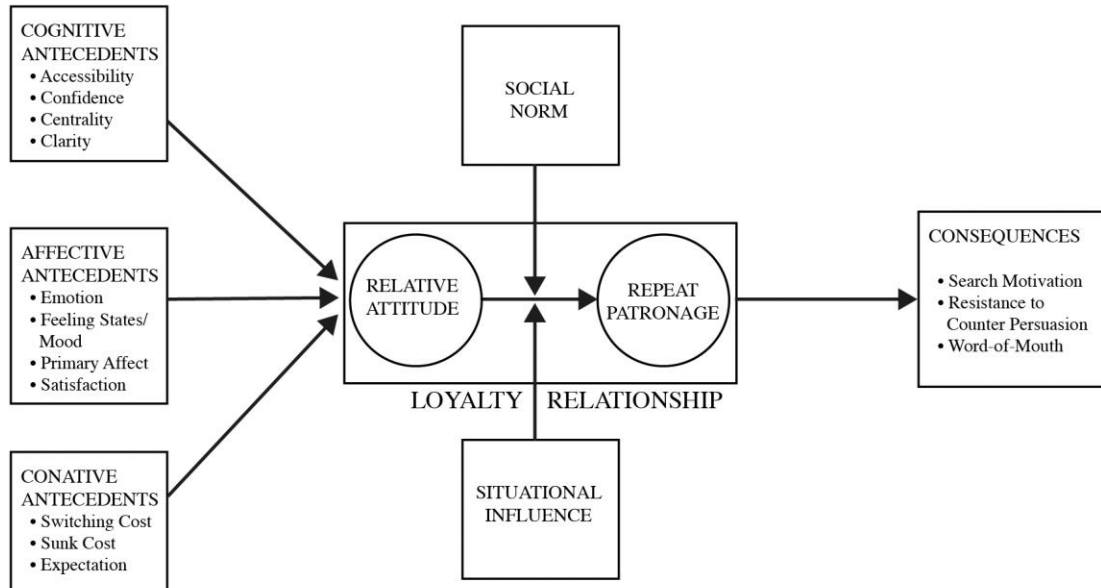 COGNITIVE
ANTECEDENTS
• Accessibility
• Confidence
• Centrality
• Clarity
AFFECTIVE
ANTECEDENTS
• Emotion
• Feeling States/
Mood
• Primary Affect
• Satisfaction
CONATIVE
ANTECEDENTS
• Switching Cost
• Sunk Cost
• Expectation
SOCIAL
NORM
RELATIVE
ATTITUDE
REPEAT
PATRONAGE
LOYALTY RELATIONSHIP
SITUATIONAL
INFLUENCE
CONSEQUENCES
• Search Motivation
• Resistance to
Counter Persuasion
• Word-of-Mouth